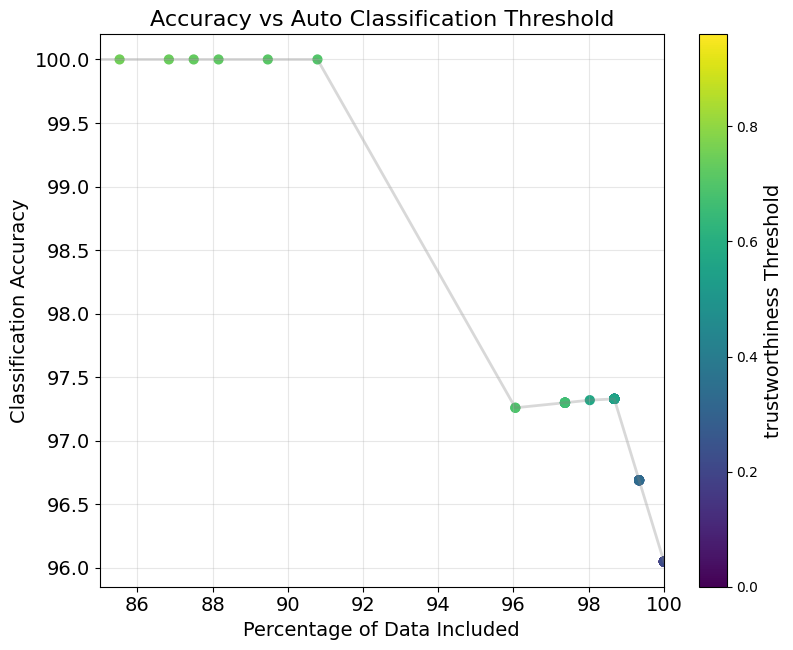 Accuracy vs Auto Classification Threshold
100.0
99.5
99.0
98.5
98.0
97.5
97.0
96.5
96.0
Classification Accuracy
86 88 90 92 94 96 98 100
Percentage of Data Included
0.8
0.6
0.4
0.2
0.0
trustworthiness Threshold